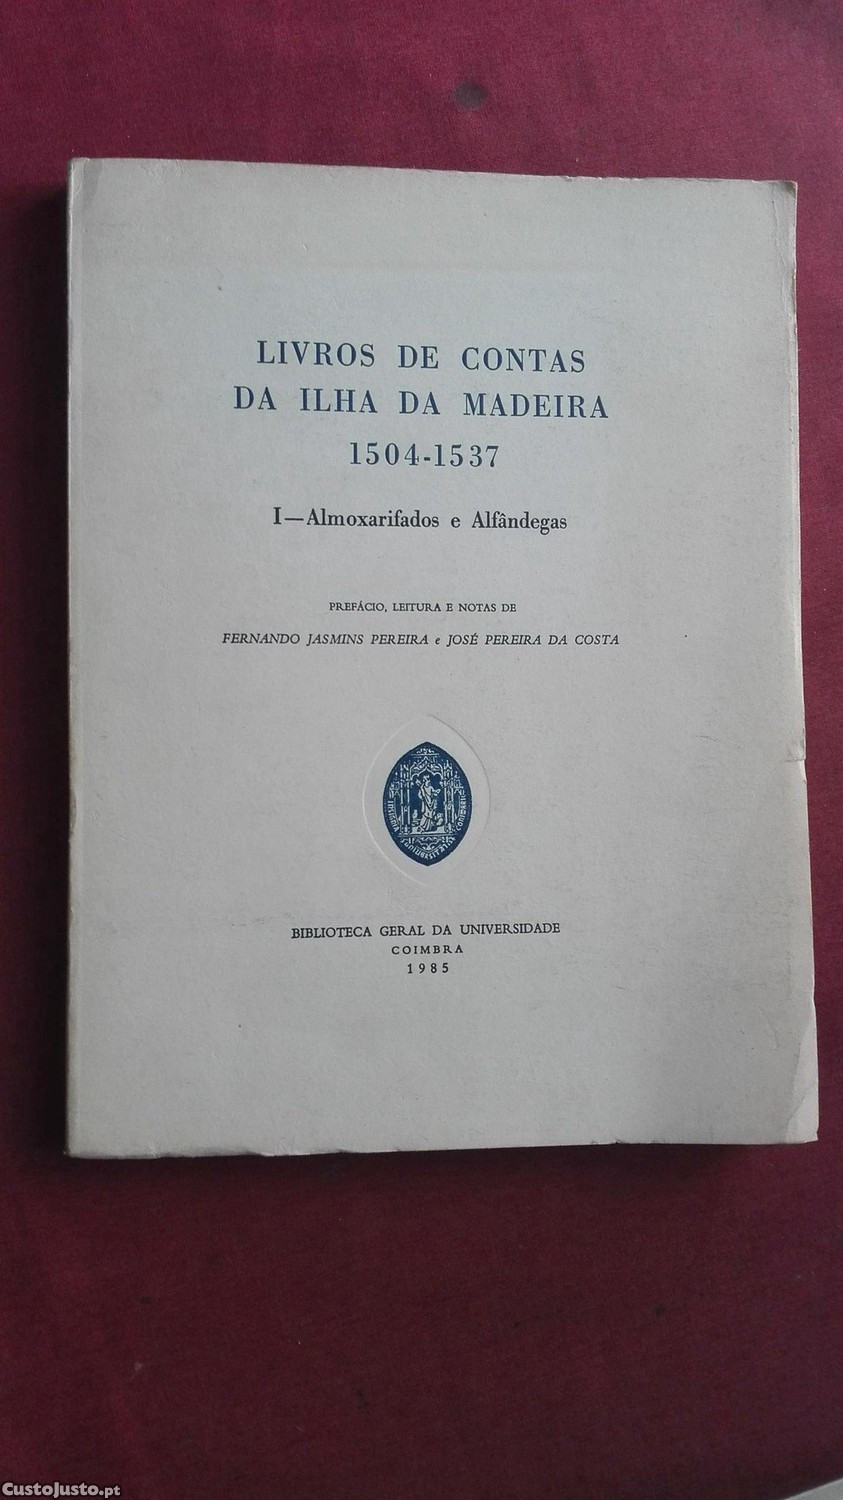 LIVROS DE CONTAS
DA ILHA DA MADEIRA
1504-1537
I—Almoxarifados e Alfândegas
PREFÁCIO, LEITURA E NOTAS DE
FERNANDO JASMINS PEREIRA e JOSÉ PEREIRA DA COSTA
BIBLIOTECA GERAL DA UNIVERSIDADE
COIMBRA
1985
CustoJusto.pt